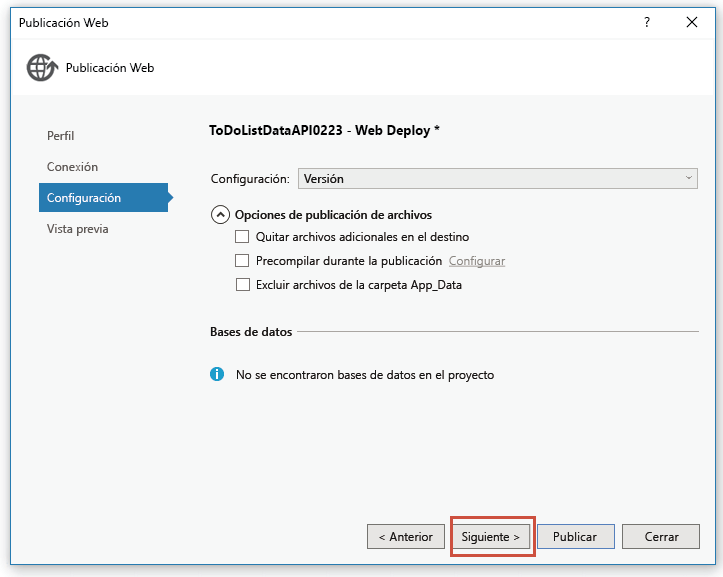 Publicación Web
?
Publicación Web
Perfil
Conexión
Configuración
Vista previa
ToDoListDataAPI0223 - Web Deploy *
Configuración: Versión
Opciones de publicación de archivos
Quitar archivos adicionales en el destino
Precompilar durante la publicación Configurar
Excluir archivos de la carpeta App_Data
Bases de datos
No se encontraron bases de datos en el proyecto
< Anterior Siguiente > Publicar Cerrar